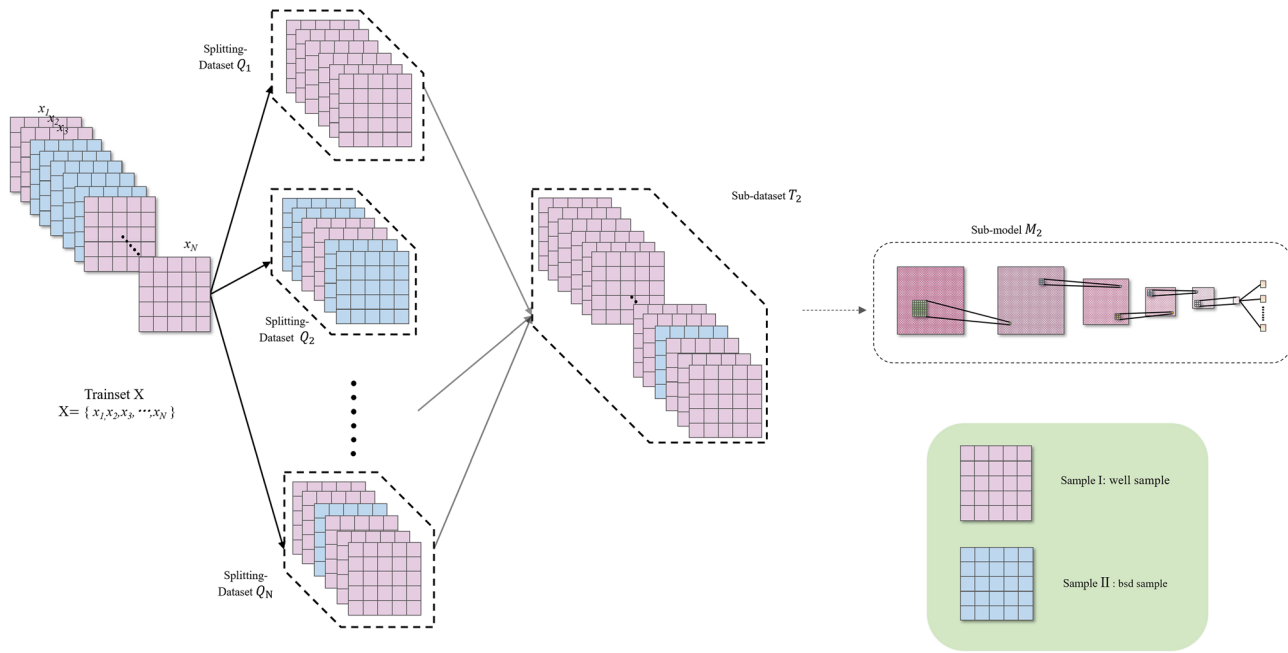 Splitting-
Dataset Q1
x1
x2
x3
xN
Trainset X
X= { x1,x2,x3, ⋯,xN }
Splitting-
Dataset Q2
Splitting-
Dataset QN
Sub-dataset T2
Sub-model M2
Sample I: well sample
Sample II : bsd sample